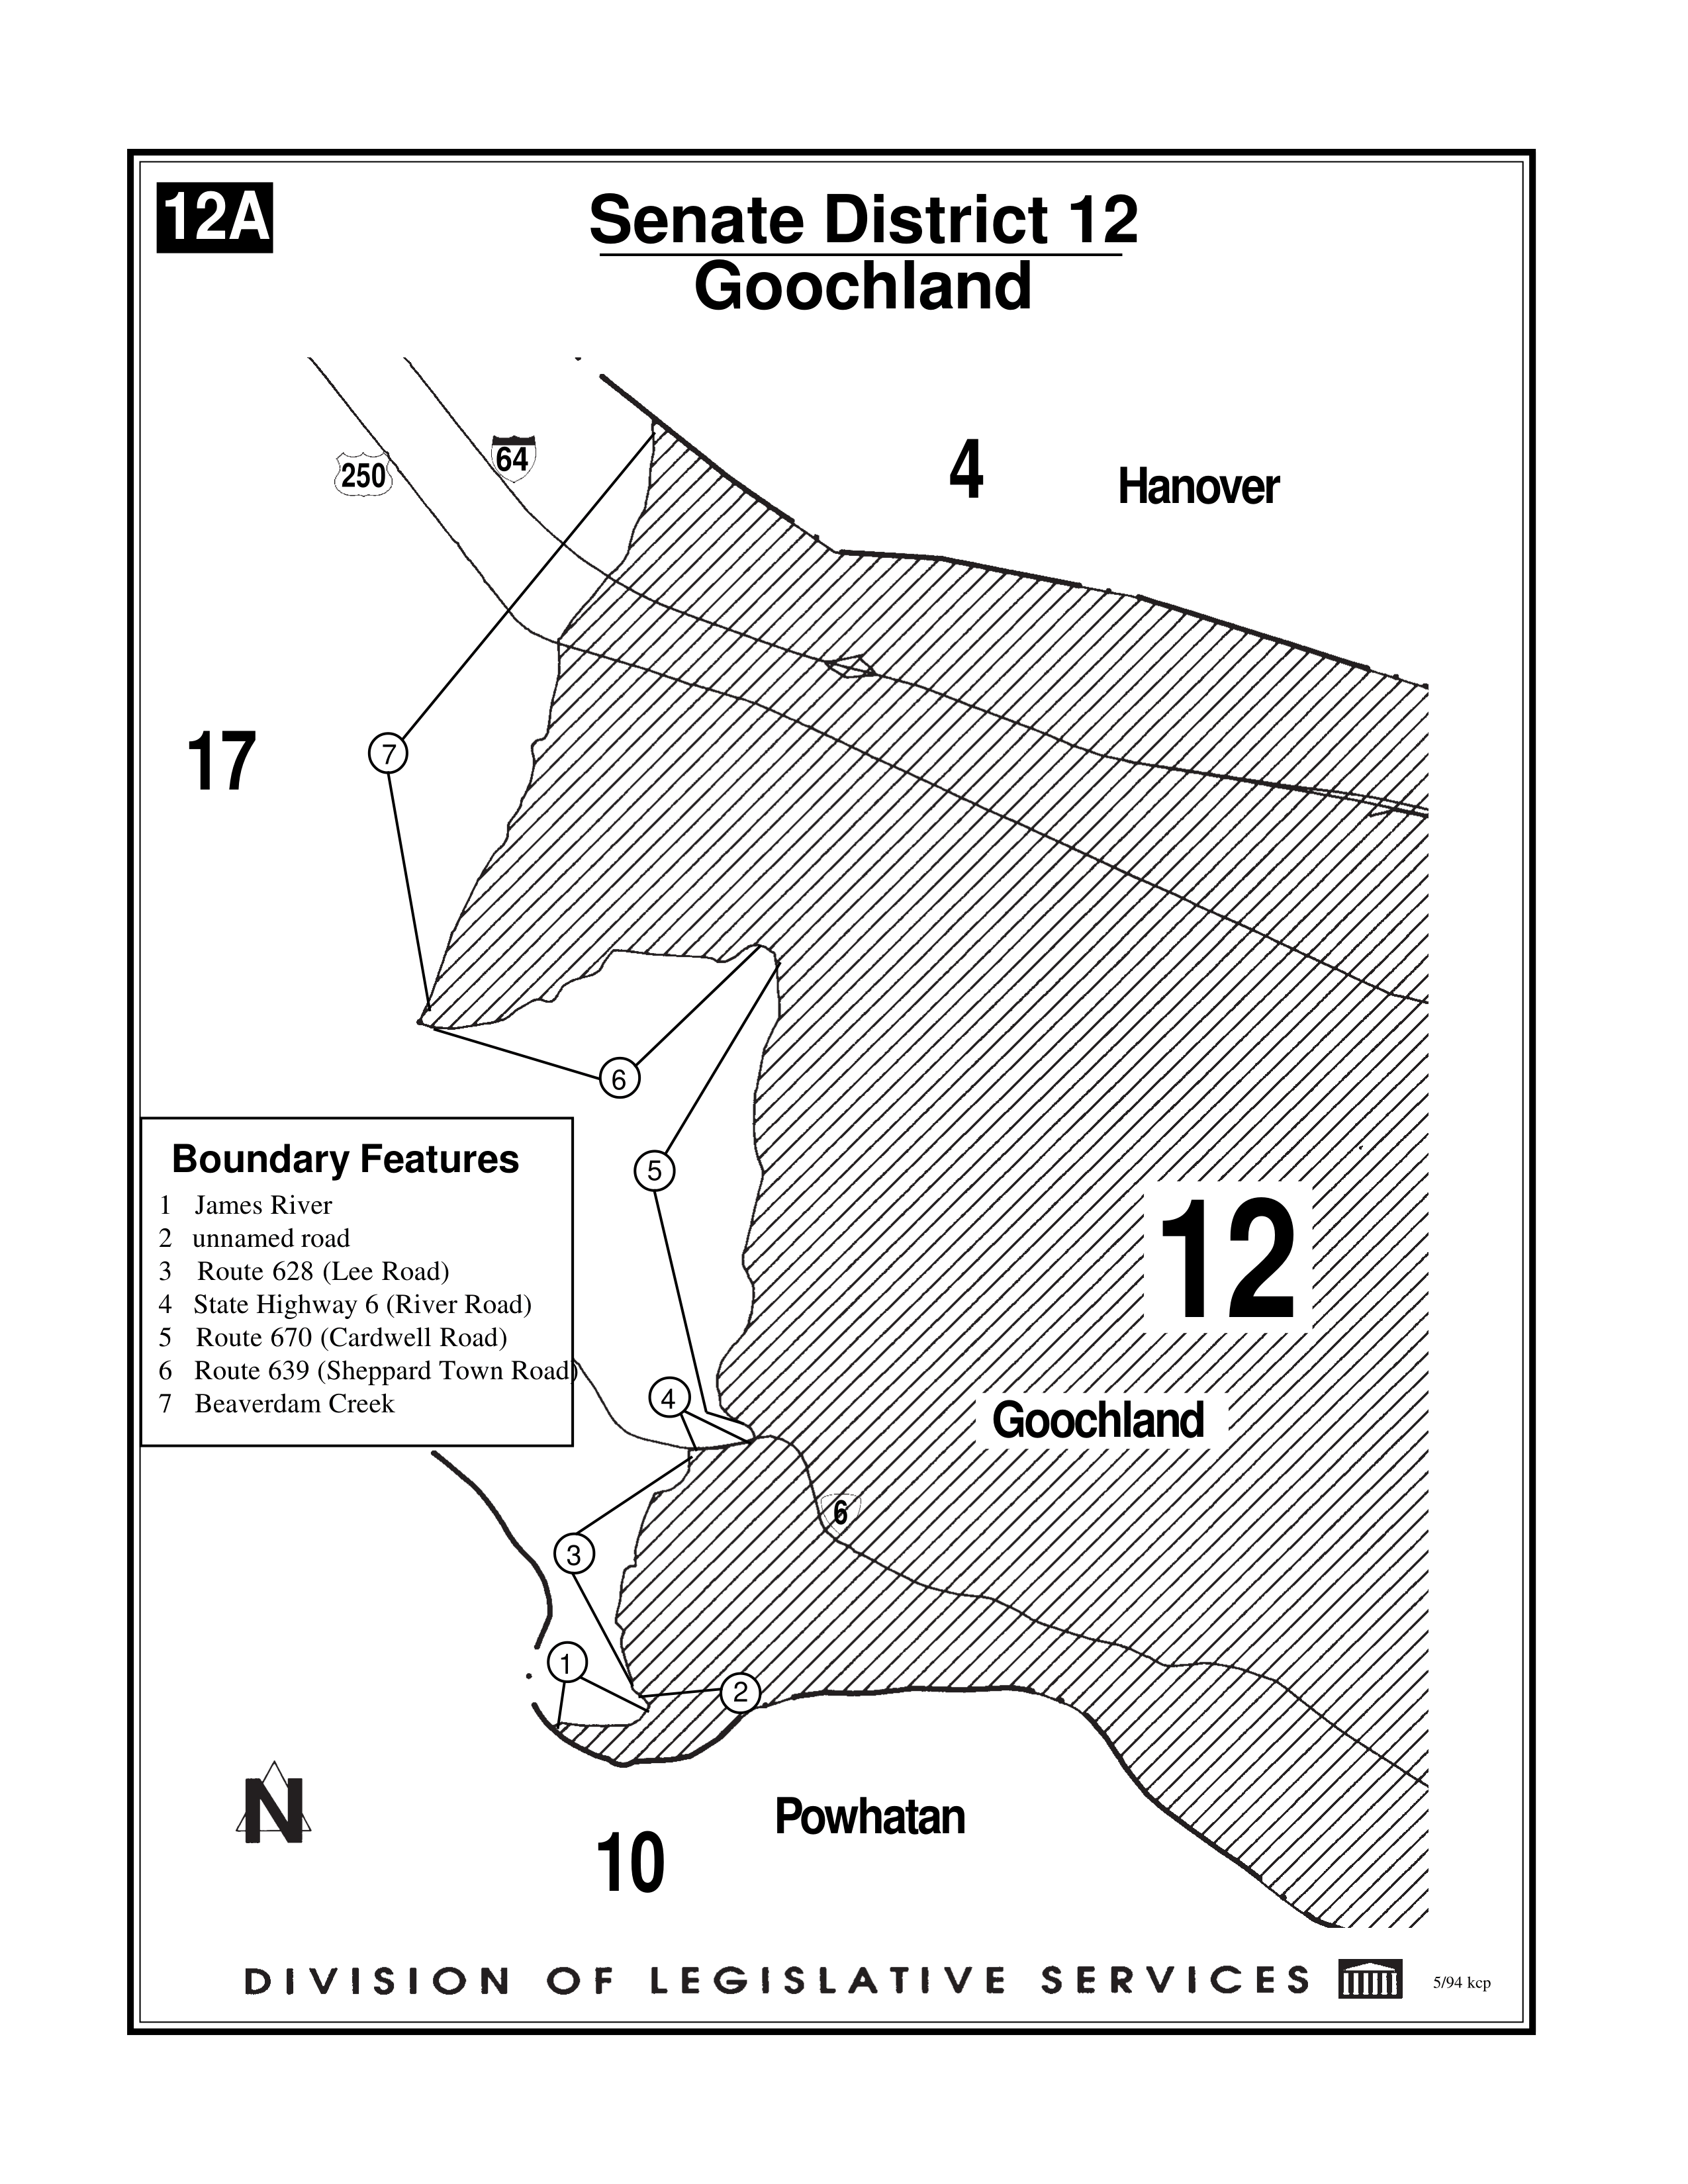 12A
Senate District 12
Goochland
250
64
4
Hanover
17
7
6
5
Boundary Features
1 James River
2 unnamed road
3 Route 628 (Lee Road)
4 State Highway 6 (River Road)
5 Route 670 (Cardwell Road)
6 Route 639 (Sheppard Town Road)
7 Beaverdam Creek
12
4
Goochland
6
3
1
2
N
Powhatan
10
DIVISION OF LEGISLATIVE SERVICES
5/94 kcp